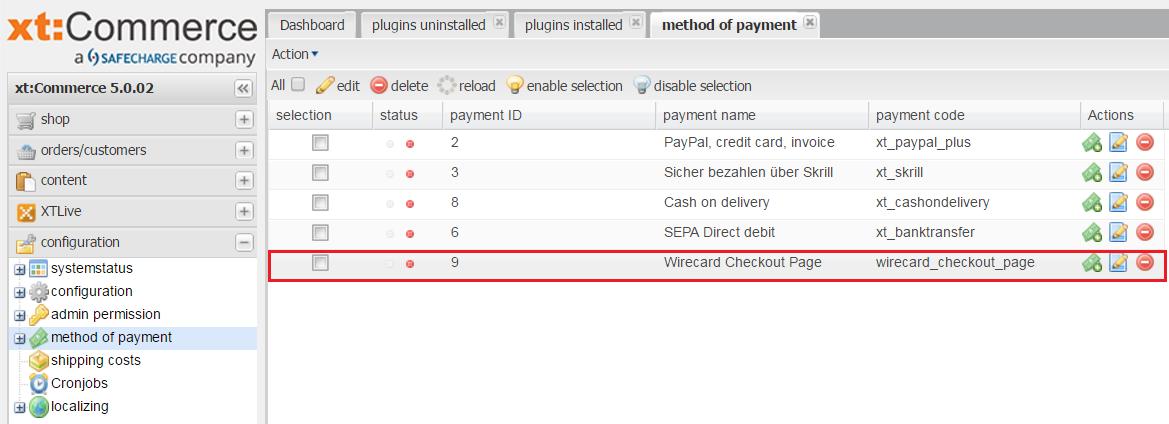 xt:Commerce
a SAFECHARGE company
xt:Commerce 5.0.02
shop
orders/customers
content
XTLive
configuration
systemstatus
configuration
admin permission
method of payment
shipping costs
Cronjobs
localizing
Dashboard plugins uninstalled plugins installed method of payment
Action
All edit delete reload enable selection disable selection
selection status payment ID payment name payment code Actions
2 PayPal, credit card, invoice xt_paypal_plus
3 Sicher bezahlen über Skrill xt_skrill
8 Cash on delivery xt_cashondelivery
6 SEPA Direct debit xt_banktransfer
9 Wirecard Checkout Page wirecard_checkout_page